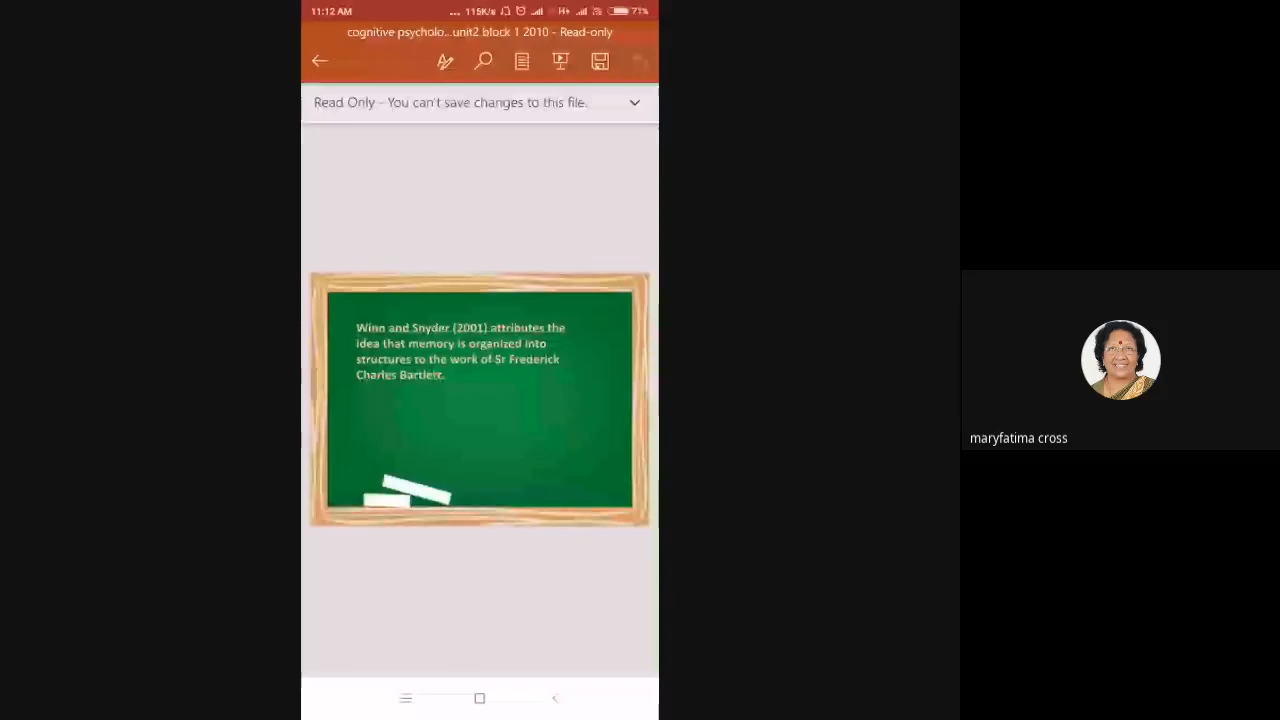 11:12 AM
... 115K/s H+ 71%
cognitive psycholo...unit2 block 1 2010 - Read-only
Read Only - You can't save changes to this file.
Winn and Snyder (2001) attributes the
idea that memory is organized into
structures to the work of Sr Frederick
Charles Bartlett.
maryfatima cross